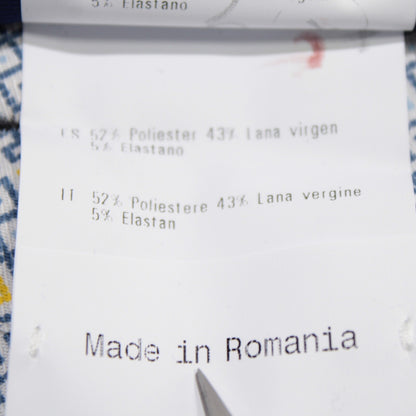 5% Elastano
ES 52% Poliester 43% Lana virgen
5% Elastano
IT 52% Poliestere 43% Lana vergine
5% Elastan
Made in Romania